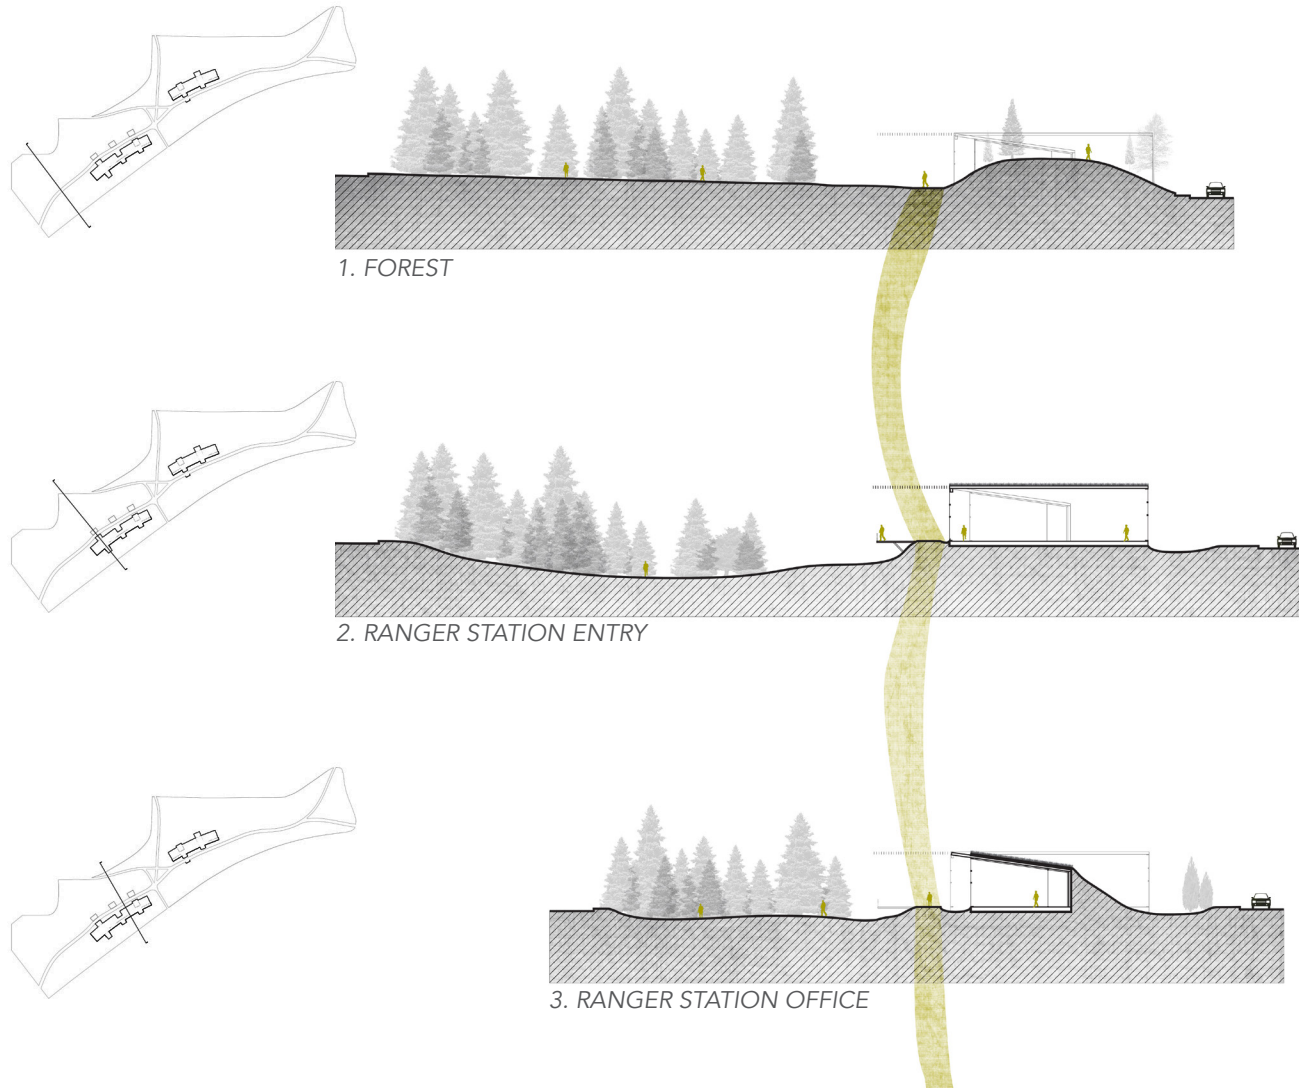 1. FOREST
2. RANGER STATION ENTRY
3. RANGER STATION OFFICE